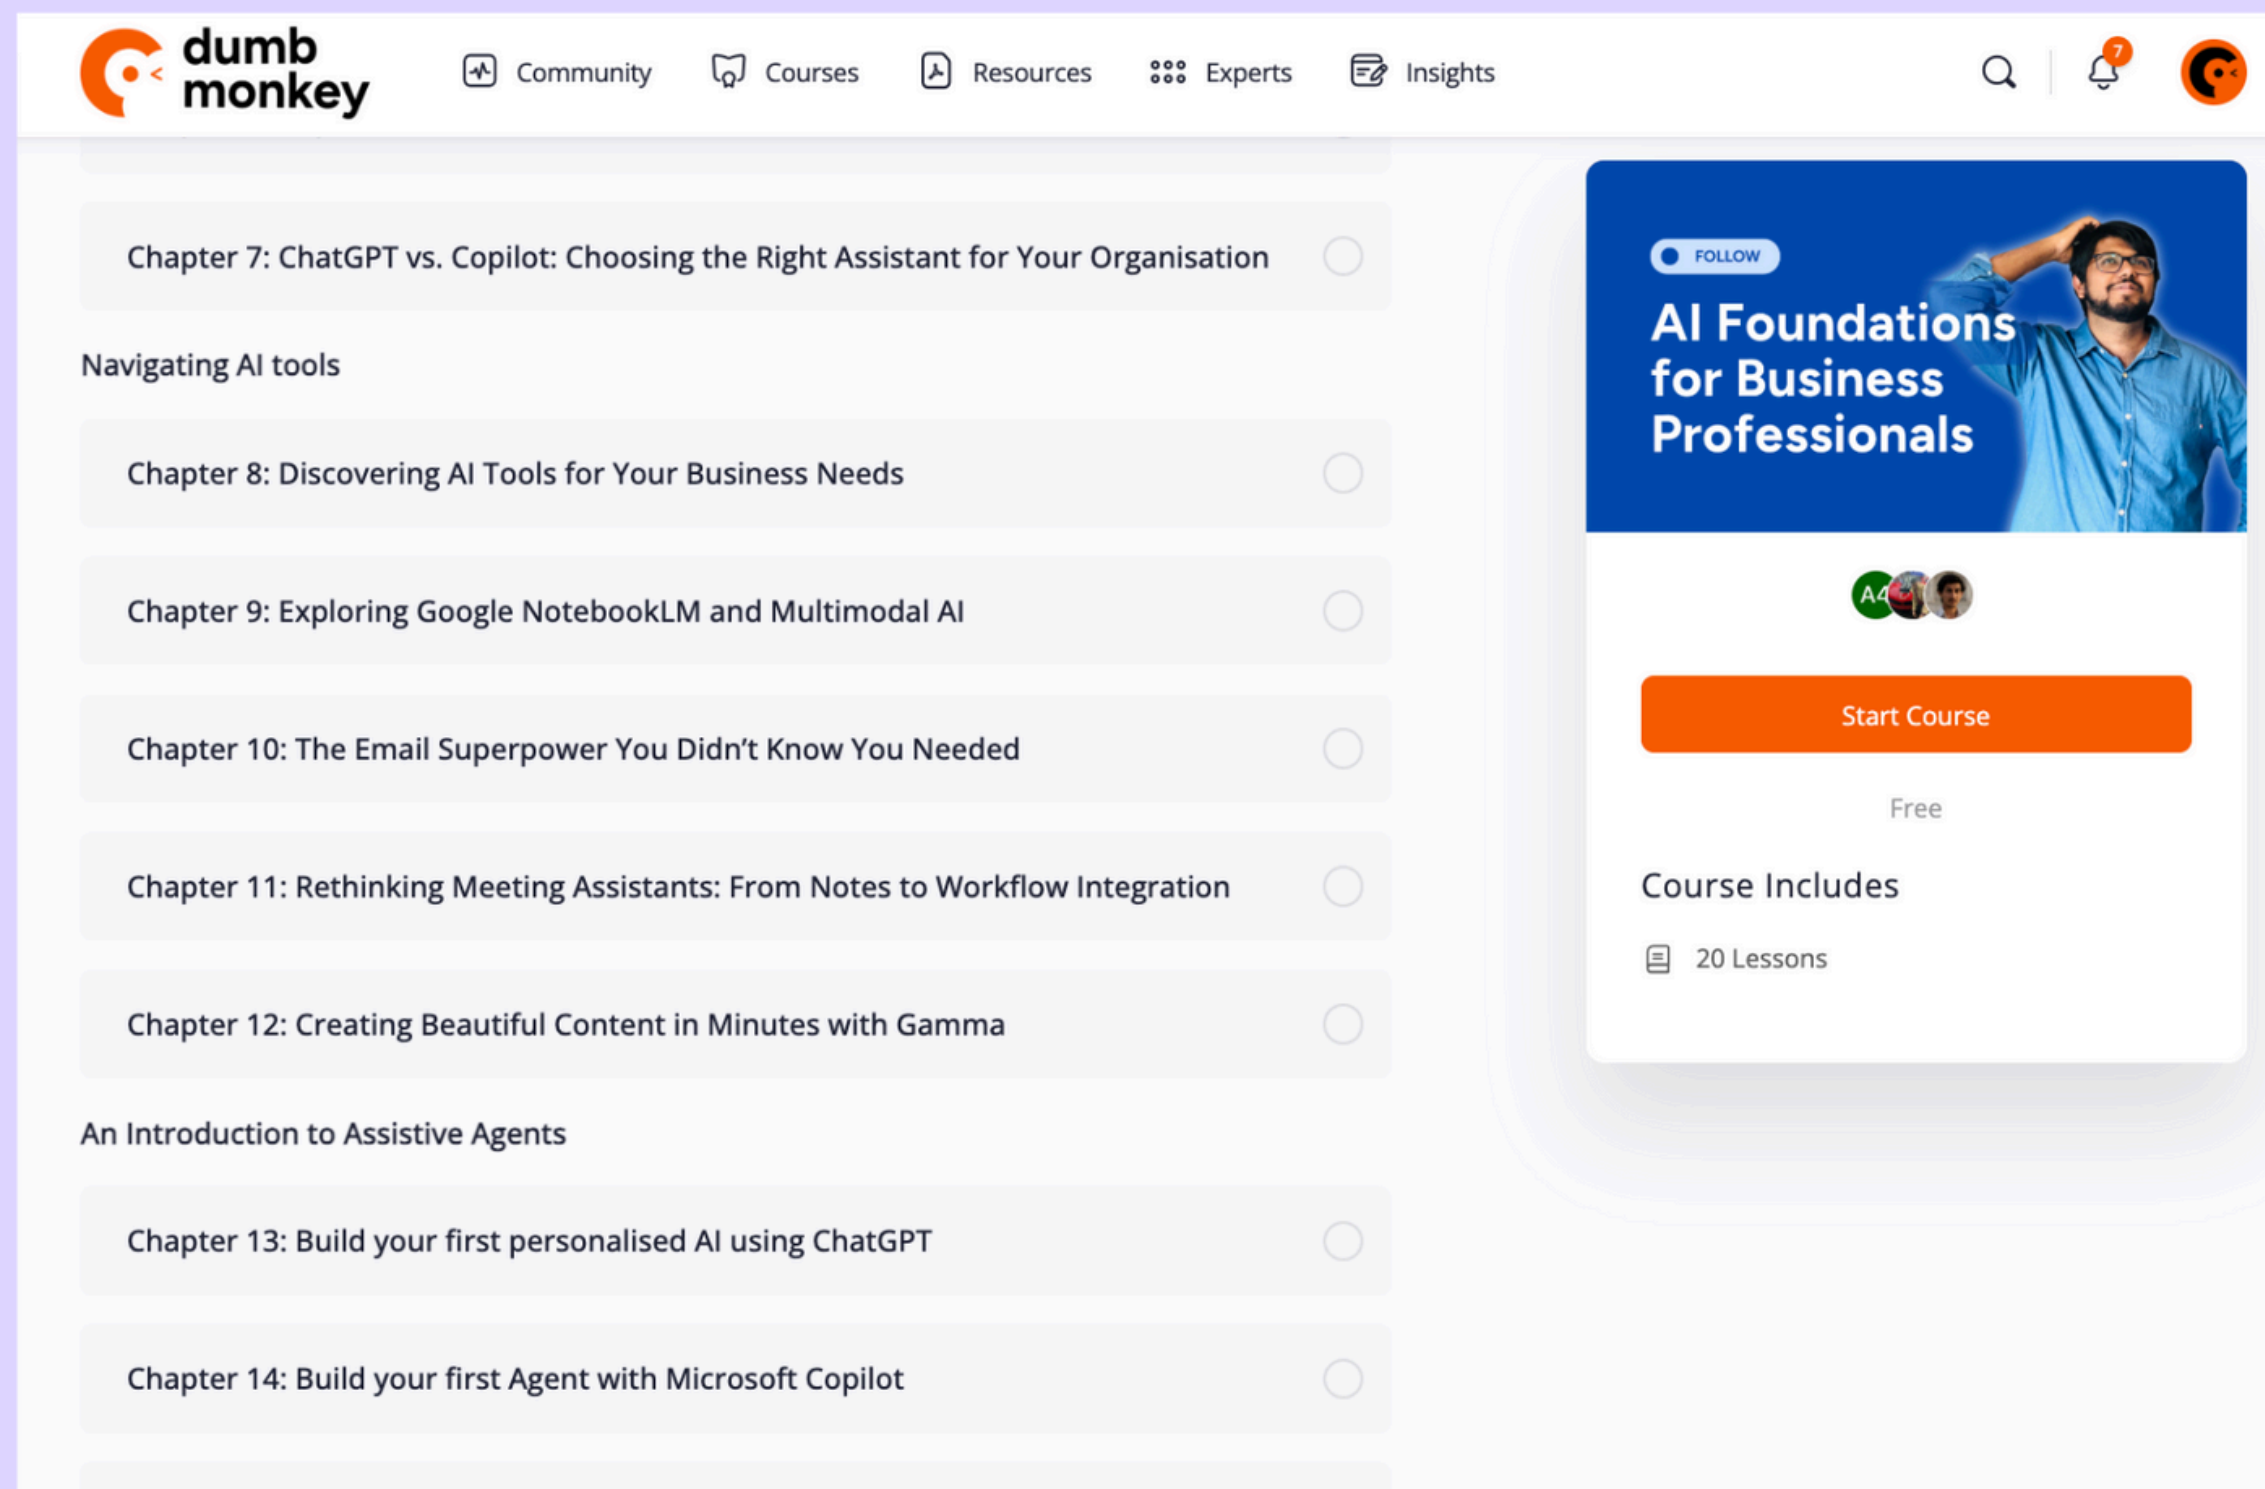 dumb
monkey
Community
Courses
Resources
Experts
Insights
7
Chapter 7: ChatGPT vs. Copilot: Choosing the Right Assistant for Your Organisation
Navigating AI tools
Chapter 8: Discovering AI Tools for Your Business Needs
Chapter 9: Exploring Google NotebookLM and Multimodal AI
Chapter 10: The Email Superpower You Didn’t Know You Needed
Chapter 11: Rethinking Meeting Assistants: From Notes to Workflow Integration
Chapter 12: Creating Beautiful Content in Minutes with Gamma
An Introduction to Assistive Agents
Chapter 13: Build your first personalised AI using ChatGPT
Chapter 14: Build your first Agent with Microsoft Copilot
FOLLOW
AI Foundations
for Business
Professionals
A4
Start Course
Free
Course Includes
20 Lessons